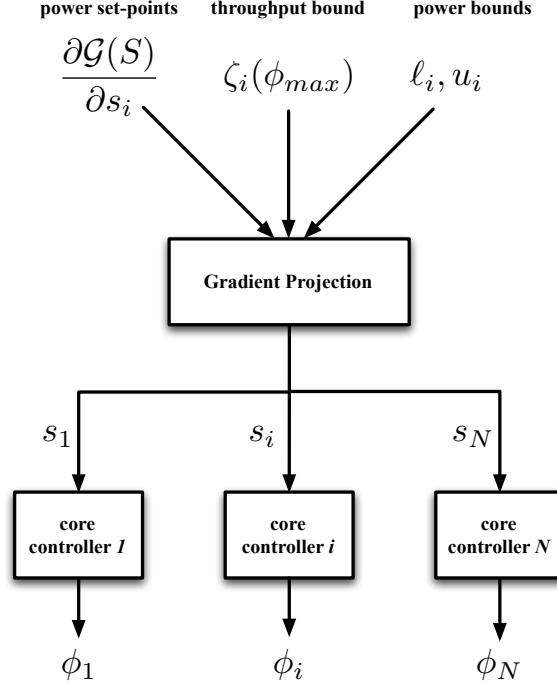 power set-points throughput bound power bounds
∂𝒢(S)/∂s_i ζ_i(ϕ_max) ℓ_i, u_i
Gradient Projection
s_1 s_i s_N
core controller 1
core controller i
core controller N
ϕ_1 ϕ_i ϕ_N